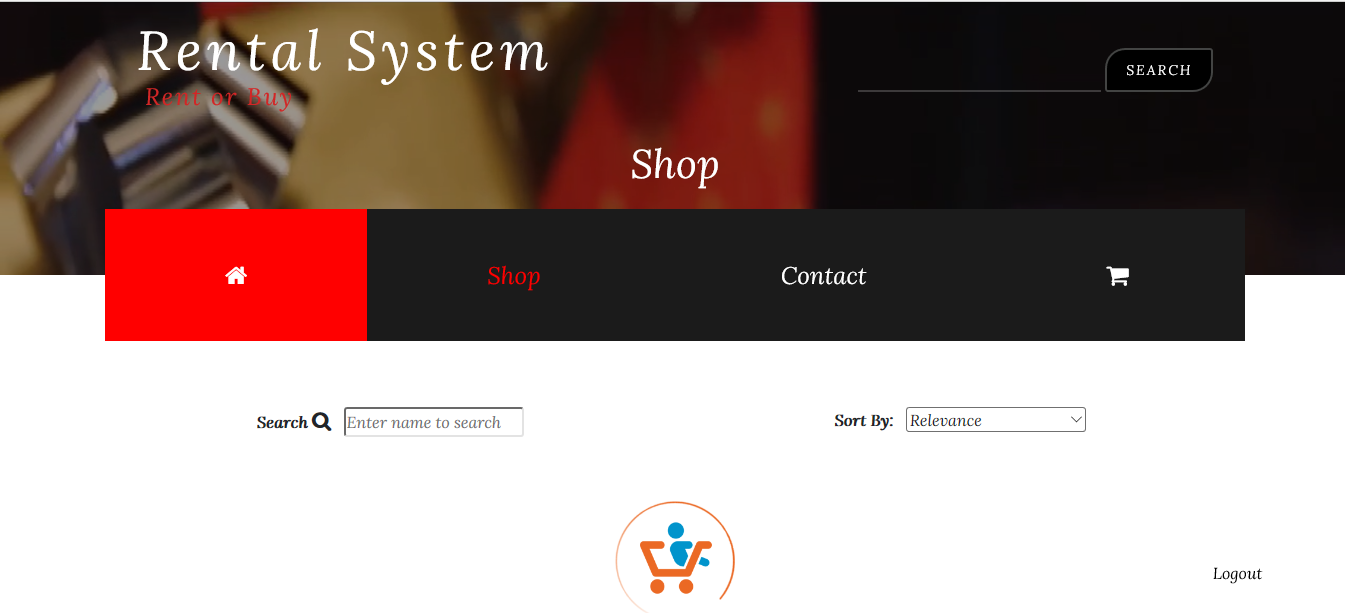 Rental System
Rent or Buy
SEARCH
Shop
Shop
Contact
Search
Enter name to search
Sort By:
Relevance
Logout